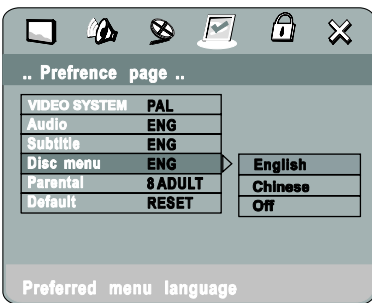 .. Prefrence page ..
VIDEO SYSTEM PAL
Audio ENG
Subtitle ENG
Disc menu ENG English
Parental 8 ADULT Chinese
Default RESET Off
Preferred menu language